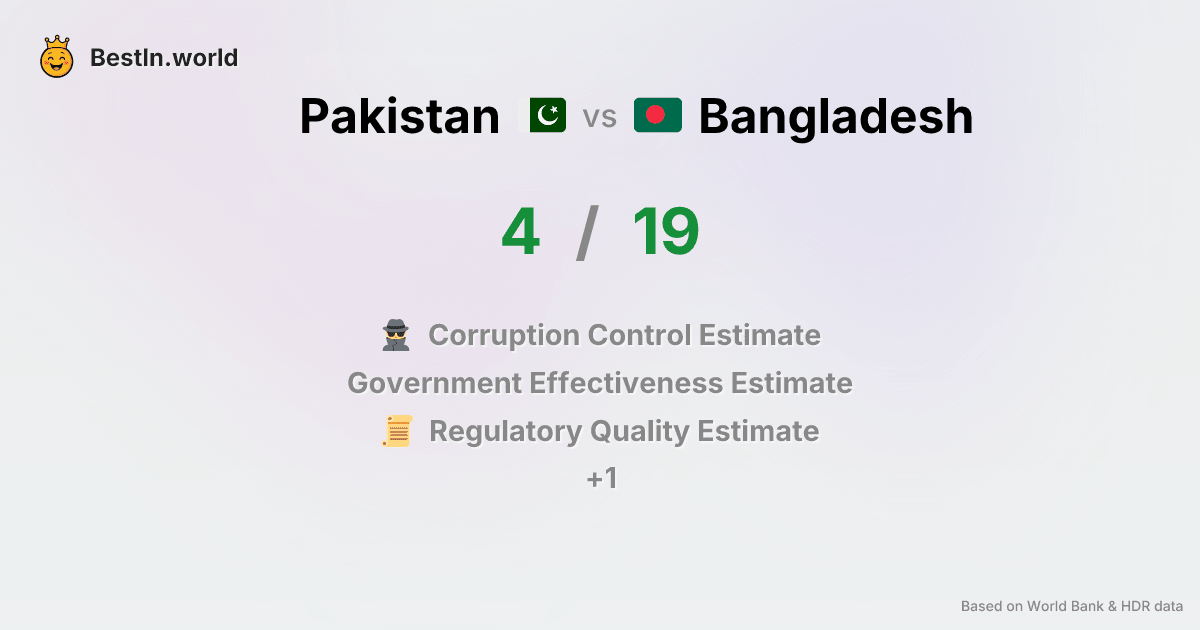 BestIn.world
Pakistan vs Bangladesh
4 / 19
Corruption Control Estimate
Government Effectiveness Estimate
Regulatory Quality Estimate
+1
Based on World Bank & HDR data